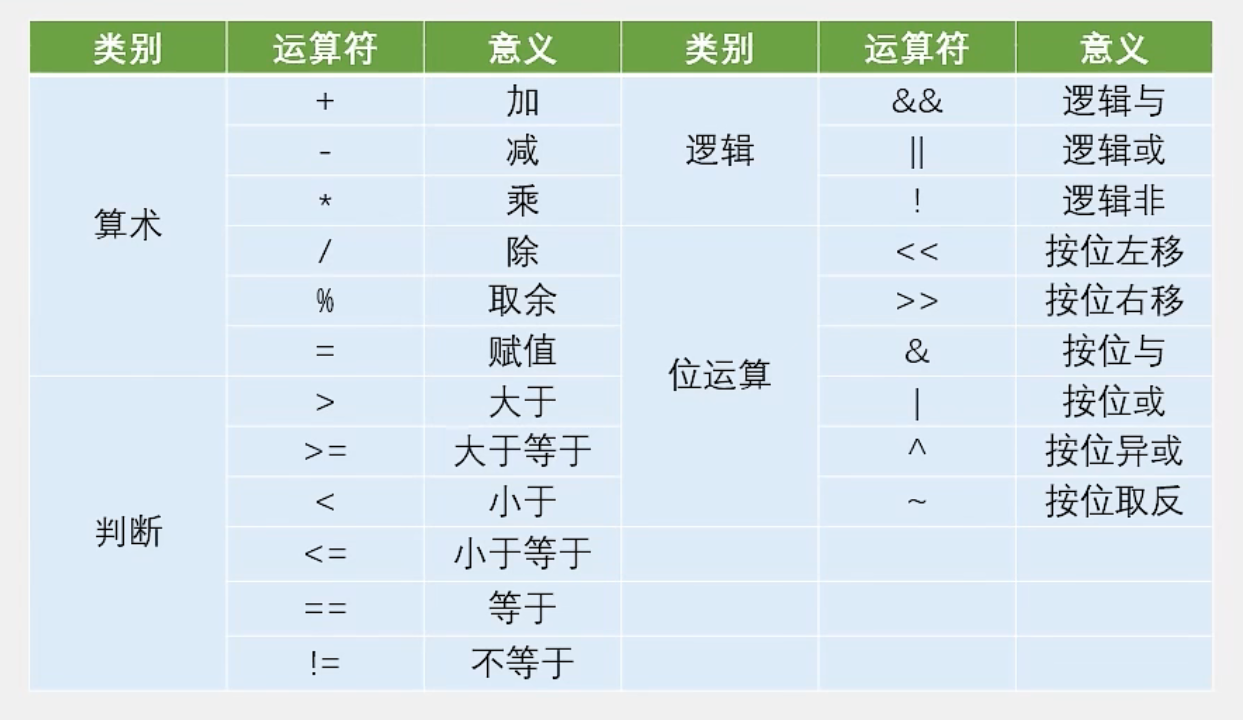 类别 运算符 意义 类别 运算符 意义
算术 + 加 逻辑 && 逻辑与
- 减 || 逻辑或
* 乘 ! 逻辑非
/ 除 位运算 << 按位左移
% 取余 >> 按位右移
= 赋值 & 按位与
判断 > 大于 | 按位或
>= 大于等于 ^ 按位异或
< 小于 ~ 按位取反
<= 小于等于
== 等于
!= 不等于